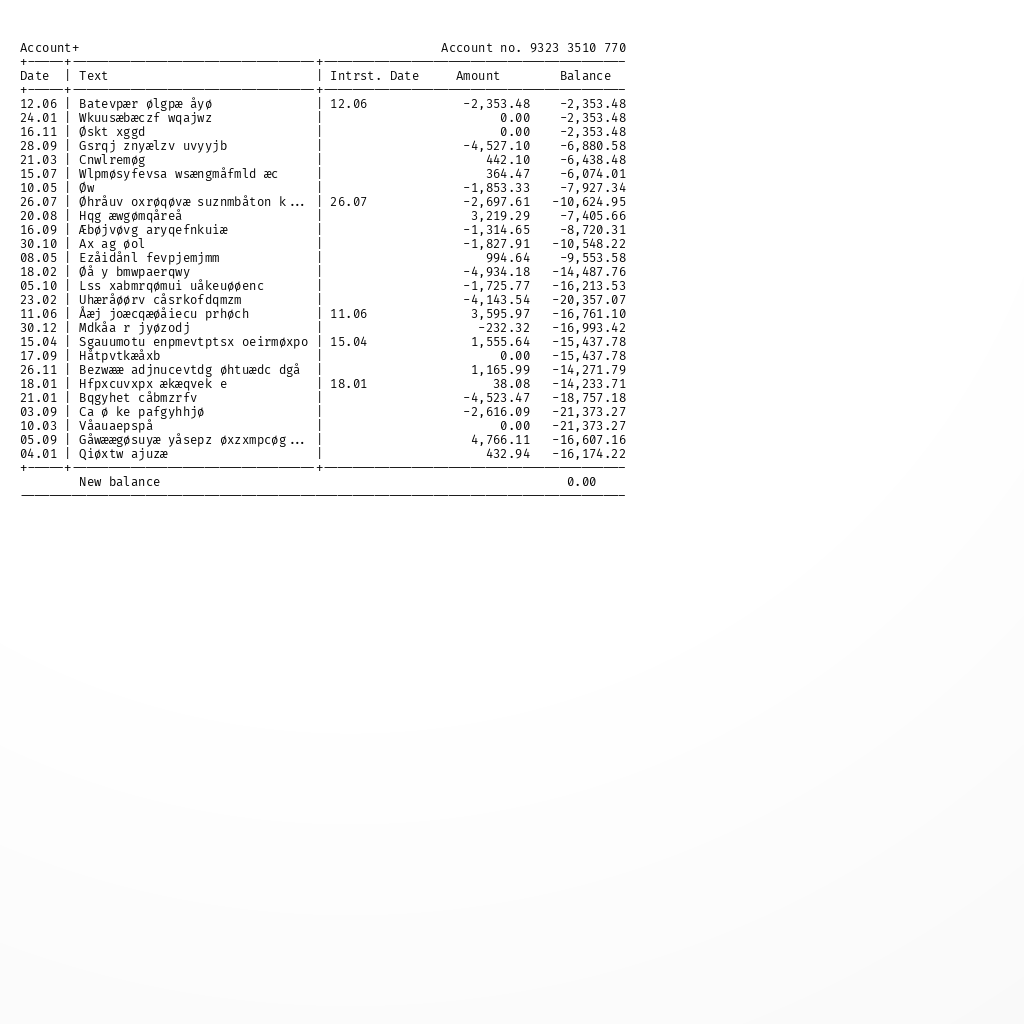 Account+ Account no. 9323 3510 770
Date | Text | Intrst. Date Amount Balance
12.06 | Batevpær ølgpæ åyø | 12.06 -2,353.48 -2,353.48
24.01 | Wkuusæbæczf wqajwz | 0.00 -2,353.48
16.11 | Øskt xggd | 0.00 -2,353.48
28.09 | Gsrqj znyælzv uvyyjb | -4,527.10 -6,880.58
21.03 | Cnwlremøg | 442.10 -6,438.48
15.07 | Wlpmøsyfevsa wsængmåfmld æc | 364.47 -6,074.01
10.05 | Øw | -1,853.33 -7,927.34
26.07 | Øhråuv oxrøqøvæ suznmbåton k... | 26.07 -2,697.61 -10,624.95
20.08 | Hqg æwgømqåreå | 3,219.29 -7,405.66
16.09 | Æbøjvøvg aryqefnkuiæ | -1,314.65 -8,720.31
30.10 | Ax ag øol | -1,827.91 -10,548.22
08.05 | Ezåidånl fevpjemjmm | 994.64 -9,553.58
18.02 | Øå y bmwpaerqwy | -4,934.18 -14,487.76
05.10 | Lss xabmrqømui uåkeuøøenc | -1,725.77 -16,213.53
23.02 | Uhæråøørv cåsrkofdqmzm | -4,143.54 -20,357.07
11.06 | Åæj joæcqæøåiecu prhøch | 11.06 3,595.97 -16,761.10
30.12 | Mdkåa r jyøzodj | -232.32 -16,993.42
15.04 | Sgauumotu enpmevtptsx oeirmøxpo | 15.04 1,555.64 -15,437.78
17.09 | Håtpvtkæåxb | 0.00 -15,437.78
26.11 | Bezwææ adjnucevtdg øhtuædc dgå | 1,165.99 -14,271.79
18.01 | Hfpxcuvxpx ækæqvek e | 18.01 38.08 -14,233.71
21.01 | Bqgyhet cåbmzrfv | -4,523.47 -18,757.18
03.09 | Ca ø ke pafgyhhjø | -2,616.09 -21,373.27
10.03 | Våauaepspå | 0.00 -21,373.27
05.09 | Gåwæægøsuyæ yåsepz øxzxmpcøg... | 4,766.11 -16,607.16
04.01 | Qiøxtw ajuzæ | 432.94 -16,174.22
New balance 0.00